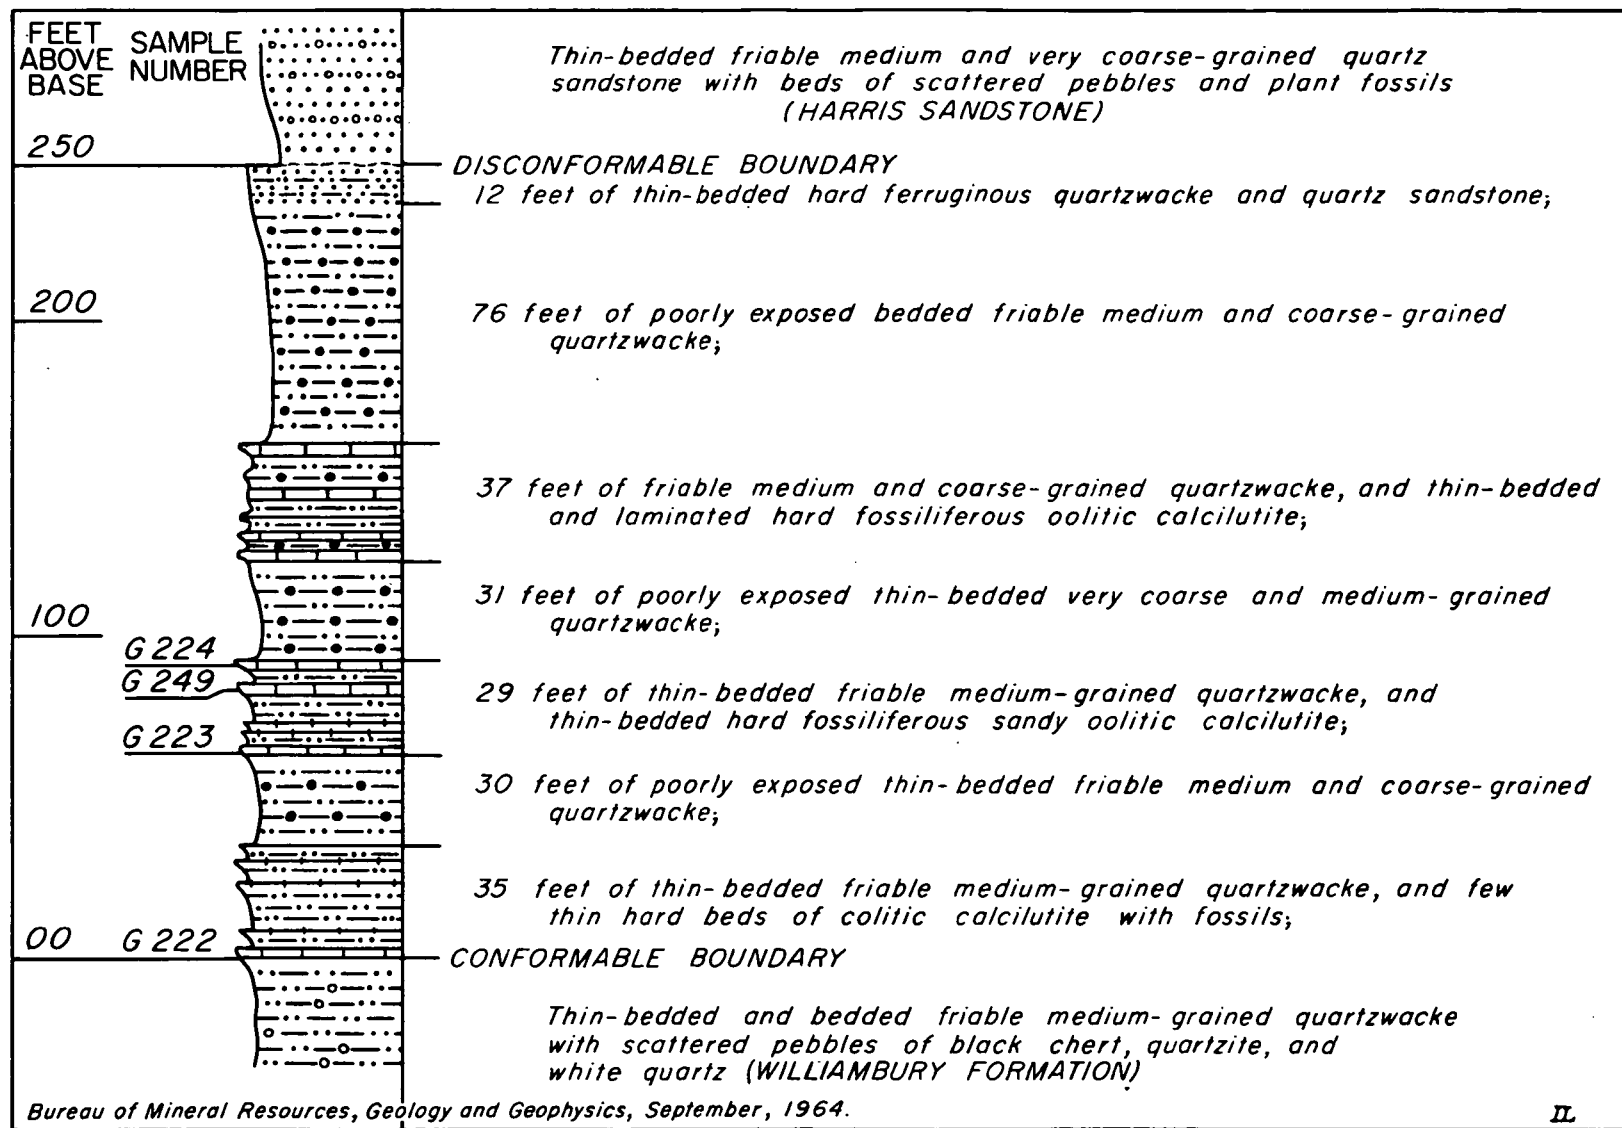 FEET
ABOVE
BASE
SAMPLE
NUMBER
Thin-bedded friable medium and very coarse-grained quartz
sandstone with beds of scattered pebbles and plant fossils
(HARRIS SANDSTONE)
250
DISCONFORMABLE BOUNDARY
12 feet of thin-bedded hard ferruginous quartzwacke and quartz sandstone;
200
76 feet of poorly exposed bedded friable medium and coarse-grained
quartzwacke;
37 feet of friable medium and coarse-grained quartzwacke, and thin-bedded
and laminated hard fossiliferous oolitic calcilutite;
31 feet of poorly exposed thin-bedded very coarse and medium-grained
quartzwacke;
100
G 224
G 249
29 feet of thin-bedded friable medium-grained quartzwacke, and
thin-bedded hard fossiliferous sandy oolitic calcilutite;
G 223
30 feet of poorly exposed thin-bedded friable medium and coarse-grained
quartzwacke;
35 feet of thin-bedded friable medium-grained quartzwacke, and few
thin hard beds of colitic calcilutite with fossils;
00 G 222
CONFORMABLE BOUNDARY
Thin-bedded and bedded friable medium-grained quartzwacke
with scattered pebbles of black chert, quartzite, and
white quartz (WILLIAMBURY FORMATION)
Bureau of Mineral Resources, Geology and Geophysics, September, 1964.